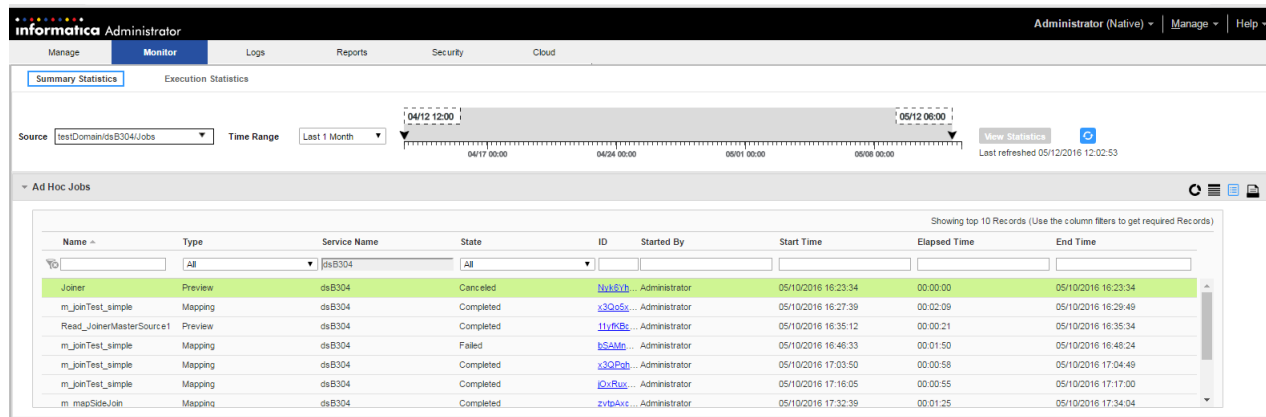 informatica Administrator
Administrator (Native) Manage Help
Manage Monitor Logs Reports Security Cloud
Summary Statistics Execution Statistics
04/12 12:00 05/12 06:00
Source testDomain/dsB304/Jobs Time Range Last 1 Month View Statistics
04/17 00:00 04/24 00:00 05/01 00:00 05/08 00:00
Last refreshed 05/12/2016 12:02:53
Ad Hoc Jobs
Showing top 10 Records (Use the column filters to get required Records)
Name Type Service Name State ID Started By Start Time Elapsed Time End Time
All dsB304 All
Joiner Preview dsB304 Canceled Nyk6Yh... Administrator 05/10/2016 16:23:34 00:00:00 05/10/2016 16:23:34
m_joinTest_simple Mapping dsB304 Completed x3Qo5x... Administrator 05/10/2016 16:27:39 00:02:09 05/10/2016 16:29:49
Read_JoinerMasterSource1 Preview dsB304 Completed 11vfKBc... Administrator 05/10/2016 16:35:12 00:00:21 05/10/2016 16:35:34
m_joinTest_simple Mapping dsB304 Failed bSAMn... Administrator 05/10/2016 16:46:33 00:01:50 05/10/2016 16:48:24
m_joinTest_simple Mapping dsB304 Completed x3QPgh... Administrator 05/10/2016 17:03:50 00:00:58 05/10/2016 17:04:49
m_joinTest_simple Mapping dsB304 Completed jOxRux... Administrator 05/10/2016 17:16:05 00:00:55 05/10/2016 17:17:00
m_mapSideJoin Mapping dsB304 Completed zvtpAxc... Administrator 05/10/2016 17:32:39 00:01:25 05/10/2016 17:34:04